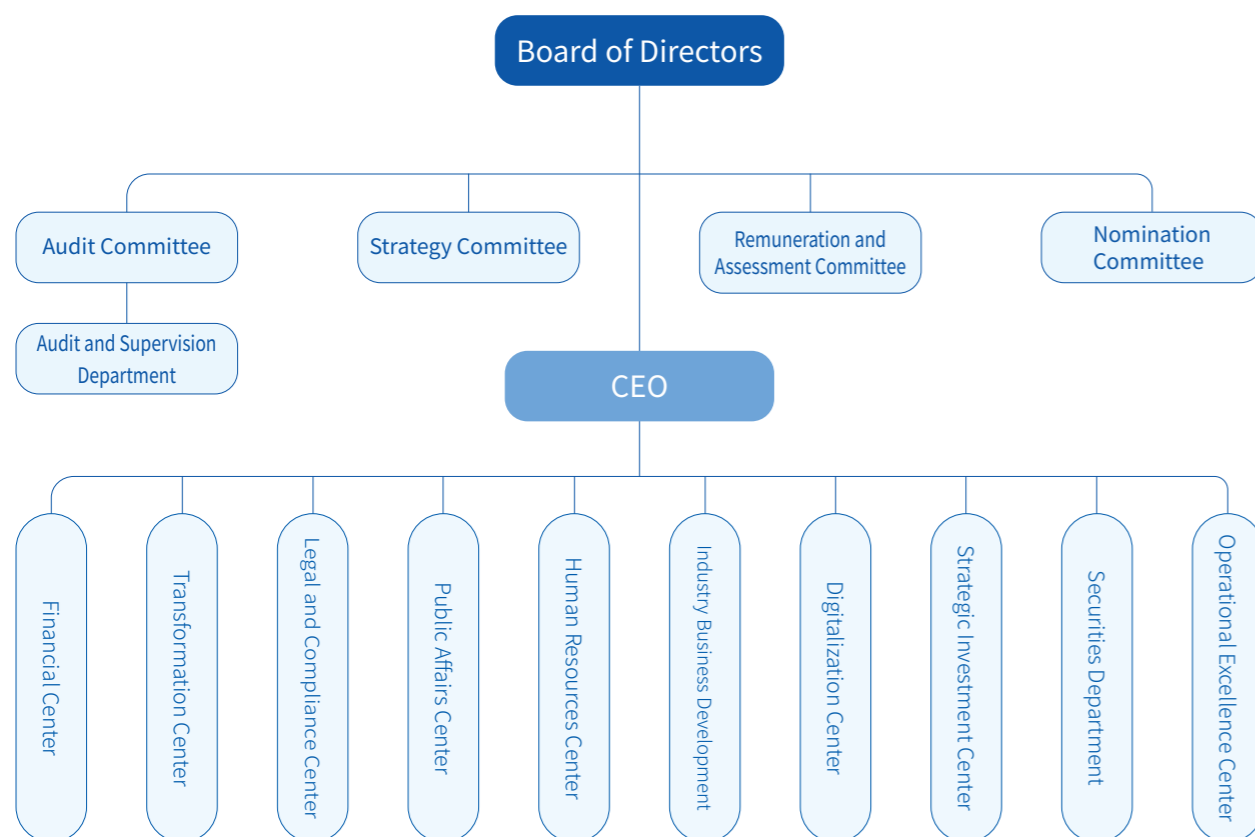 Board of Directors
Audit Committee
Strategy Committee
Remuneration and
Assessment Committee
Nomination
Committee
Audit and Supervision
Department
CEO
Financial Center
Transformation Center
Legal and Compliance Center
Public Affairs Center
Human Resources Center
Industry Business Development
Digitalization Center
Strategic Investment Center
Securities Department
Operational Excellence Center